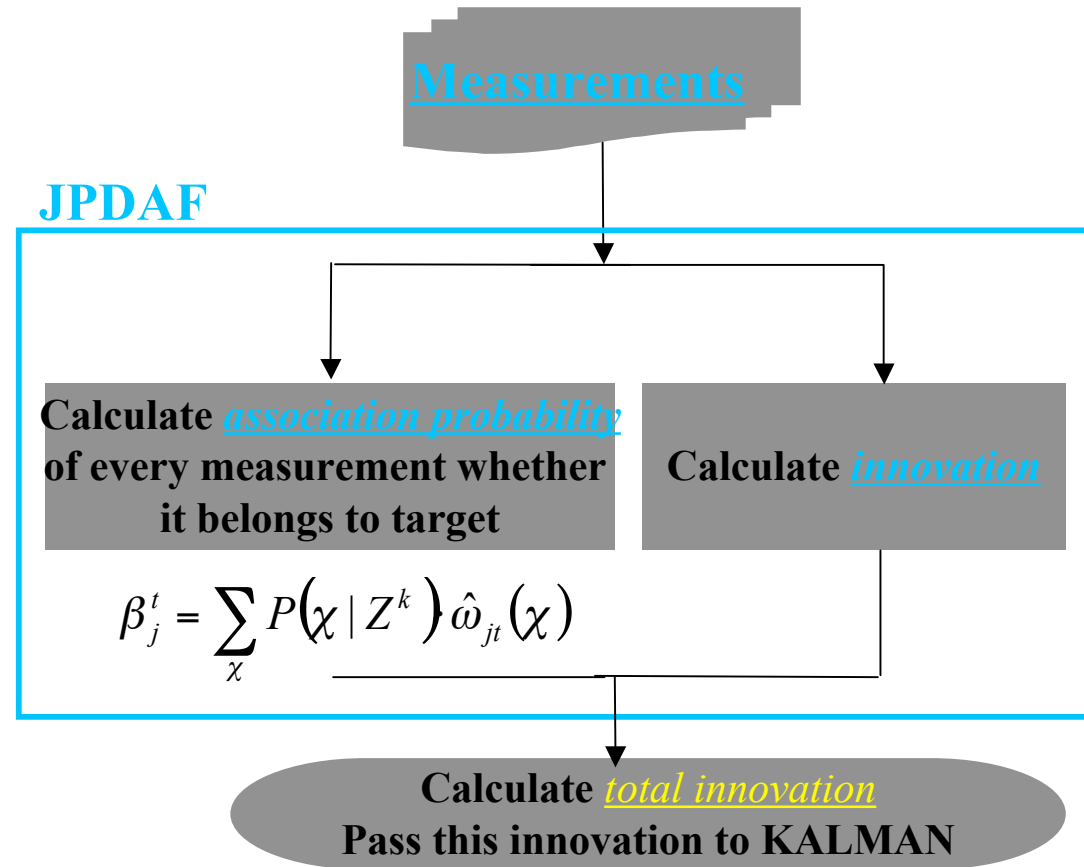 Measurements
JPDAF
Calculate association probability
of every measurement whether
it belongs to target
Calculate innovation
β_j^t = ∑_χ P(χ | Z^k) · ω̂_jt(χ)
Calculate total innovation
Pass this innovation to KALMAN